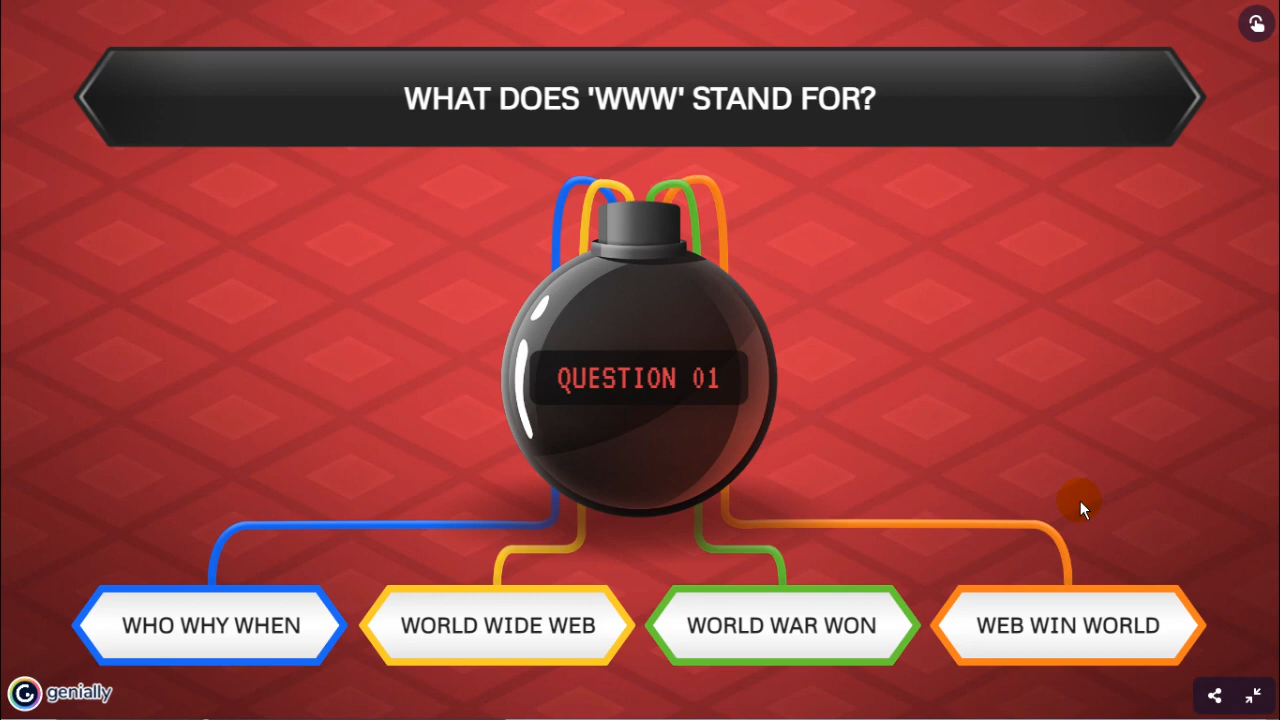 WHAT DOES 'WWW' STAND FOR?
QUESTION 01
WHO WHY WHEN
WORLD WIDE WEB
WORLD WAR WON
WEB WIN WORLD
genially